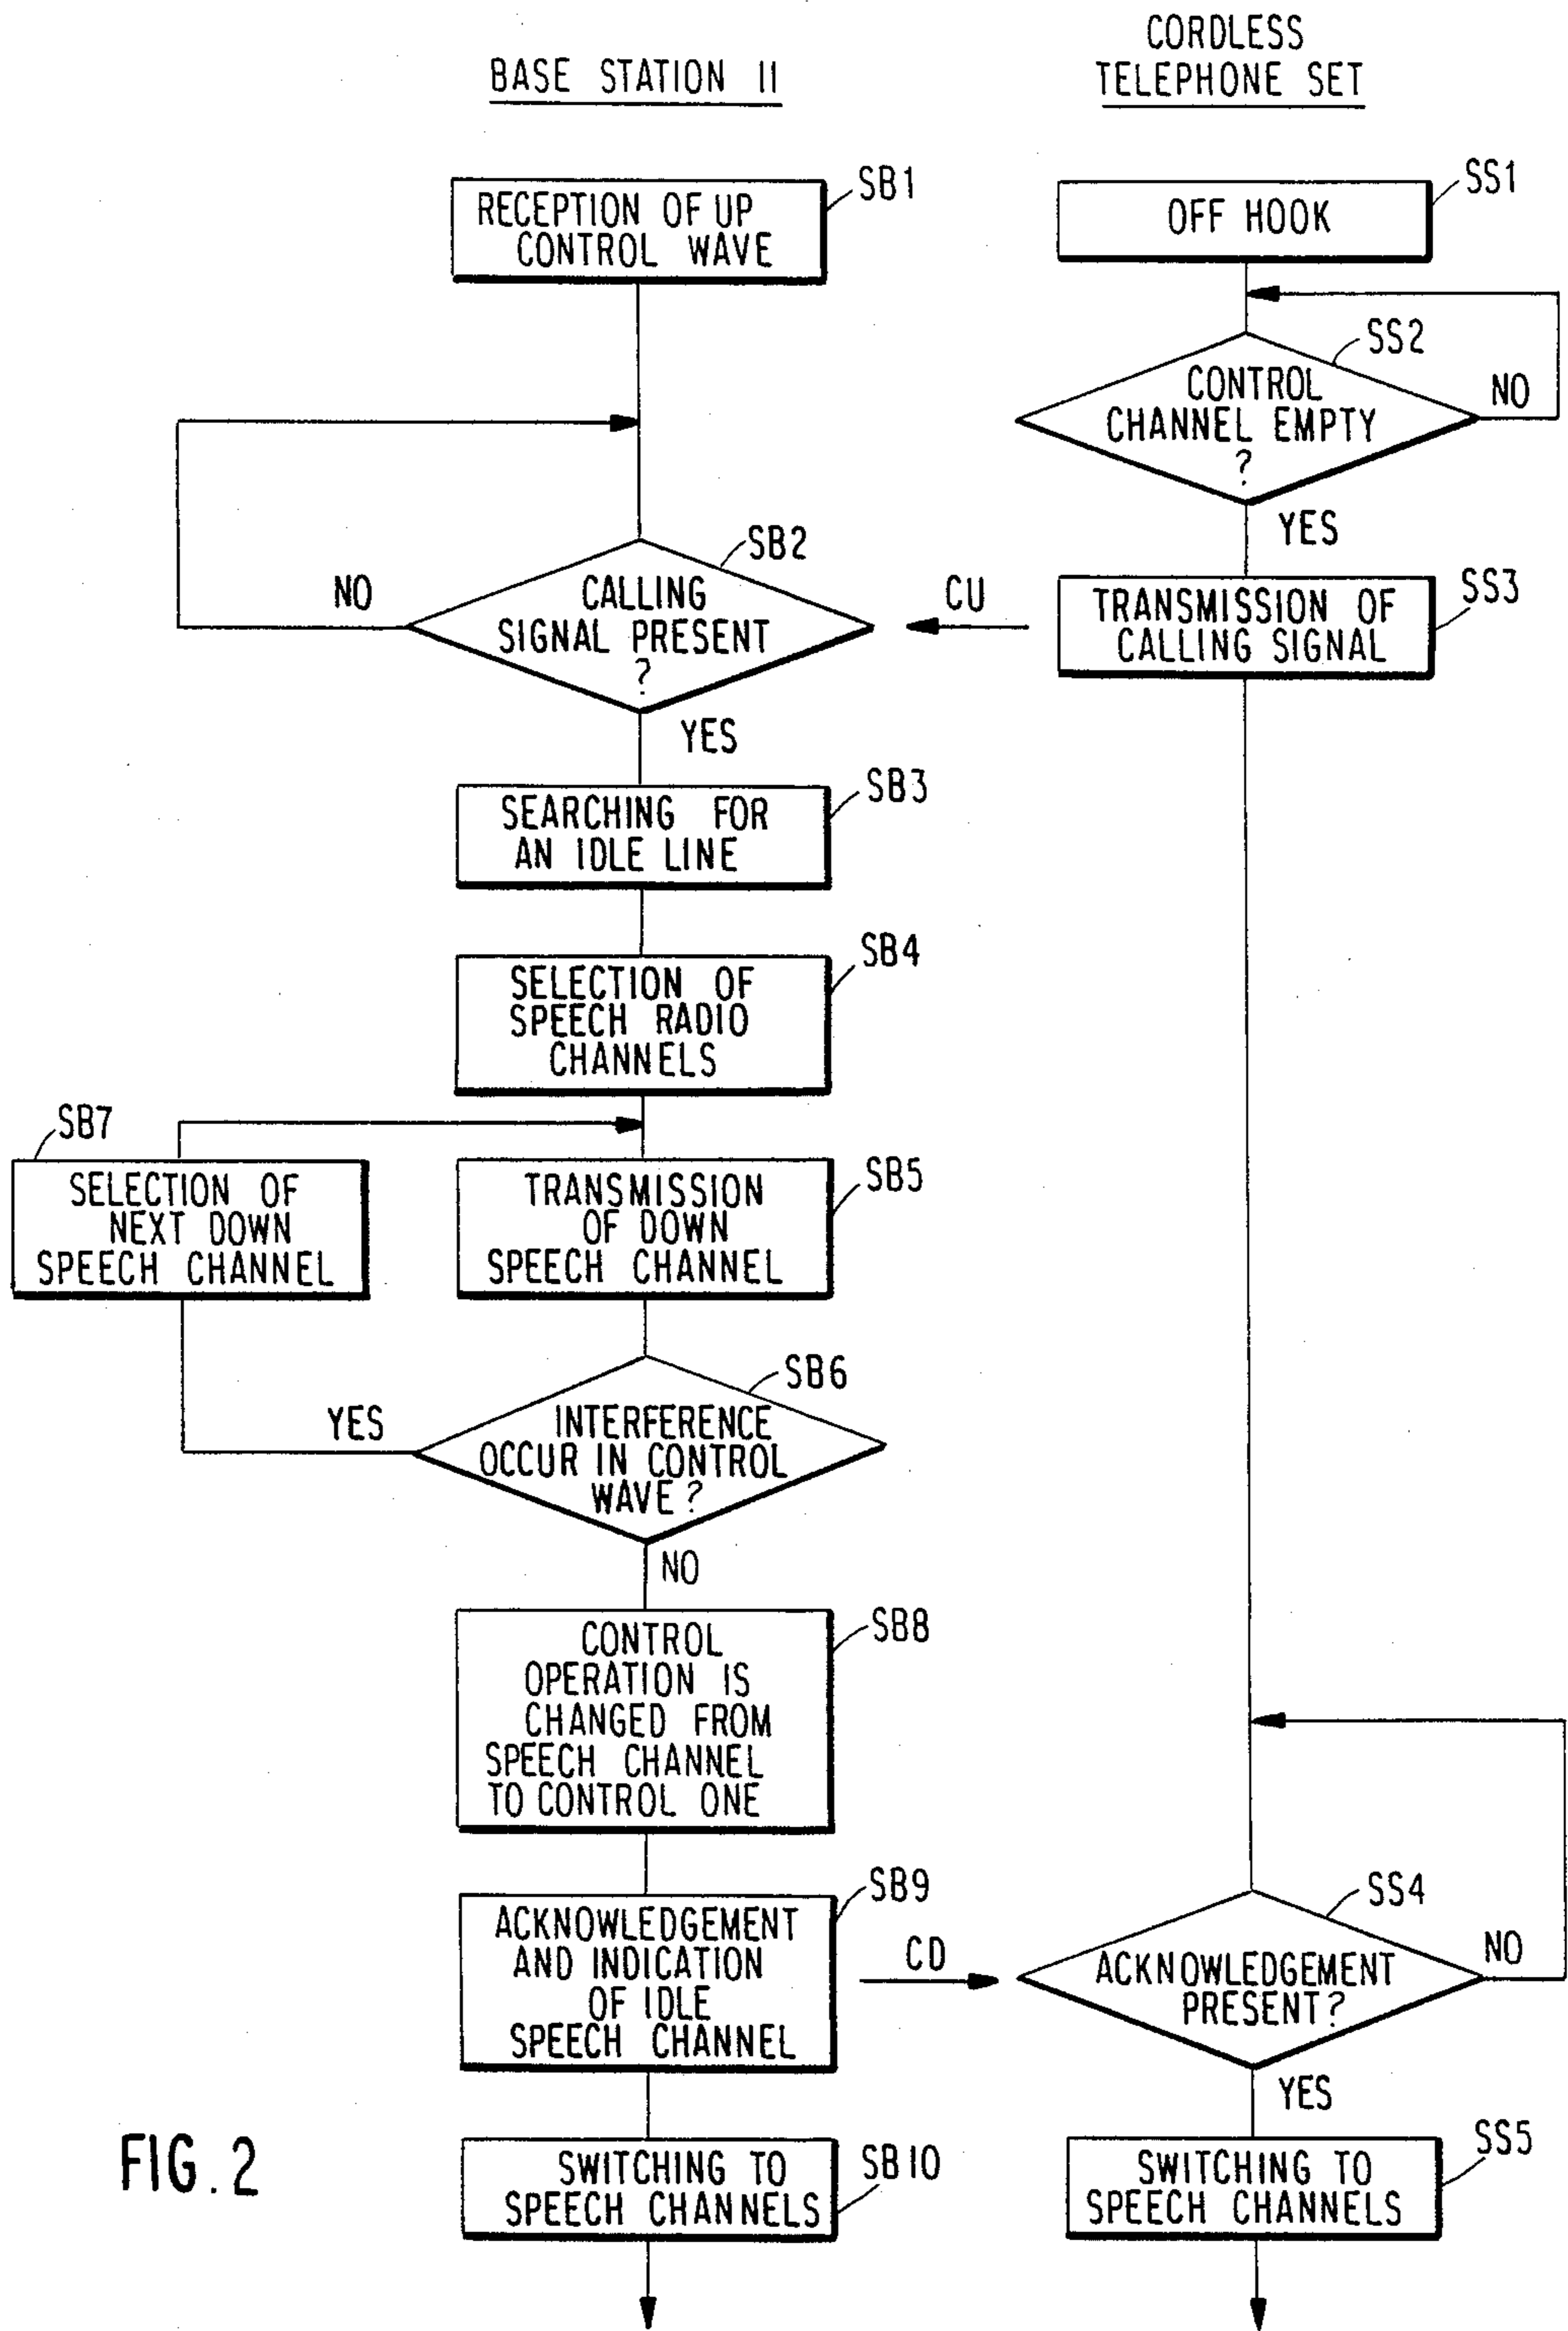 BASE STATION 11
CORDLESS
TELEPHONE SET
RECEPTION OF UP
CONTROL WAVE
SB1
OFF HOOK
SS1
SS2
CONTROL
CHANNEL EMPTY
?
NO
YES
SB2
CALLING
SIGNAL PRESENT
?
NO
YES
CU
TRANSMISSION OF
CALLING SIGNAL
SS3
SEARCHING FOR
AN IDLE LINE
SB3
SELECTION OF
SPEECH RADIO
CHANNELS
SB4
SB7
SELECTION OF
NEXT DOWN
SPEECH CHANNEL
TRANSMISSION
OF DOWN
SPEECH CHANNEL
SB5
SB6
YES
INTERFERENCE
OCCUR IN CONTROL
WAVE?
NO
CONTROL
OPERATION IS
CHANGED FROM
SPEECH CHANNEL
TO CONTROL ONE
SB8
ACKNOWLEDGEMENT
AND INDICATION
OF IDLE
SPEECH CHANNEL
SB9
CD
SS4
ACKNOWLEDGEMENT
PRESENT?
NO
YES
SWITCHING TO
SPEECH CHANNELS
SB10
SWITCHING TO
SPEECH CHANNELS
SS5
FIG. 2